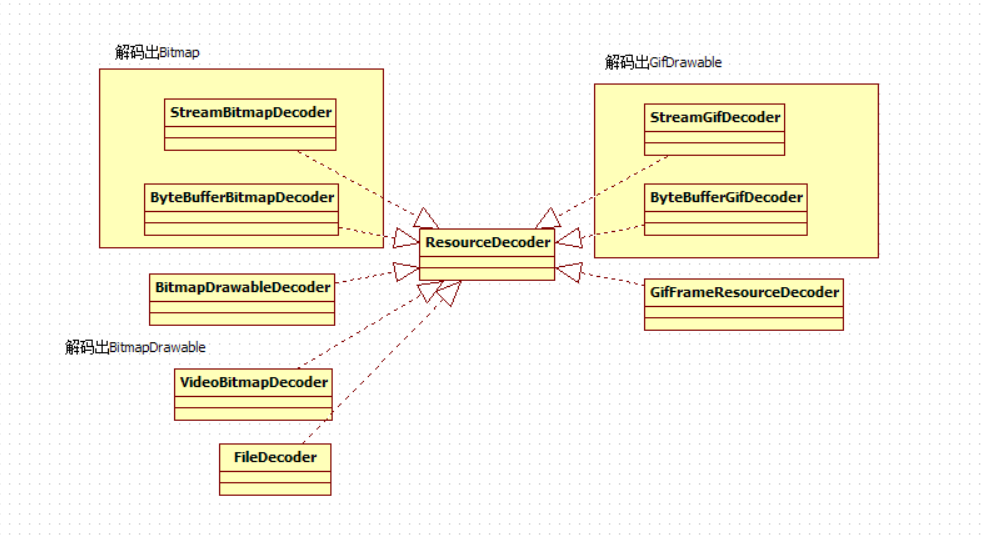 解码出Bitmap
解码出GifDrawable
StreamBitmapDecoder
StreamGifDecoder
ByteBufferBitmapDecoder
ByteBufferGifDecoder
ResourceDecoder
BitmapDrawableDecoder
GifFrameResourceDecoder
解码出BitmapDrawable
VideoBitmapDecoder
FileDecoder